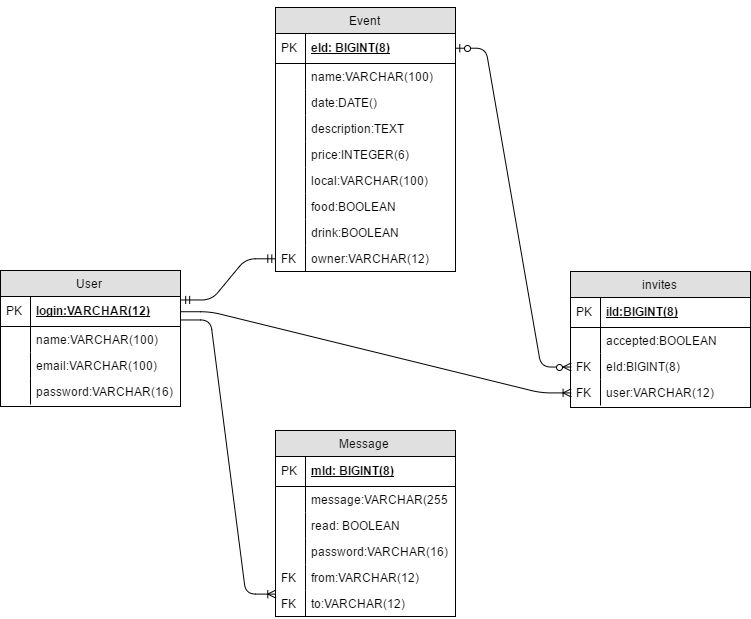 Event
PK eId: BIGINT(8)
name:VARCHAR(100)
date:DATE()
description:TEXT
price:INTEGER(6)
local:VARCHAR(100)
food:BOOLEAN
drink:BOOLEAN
FK owner:VARCHAR(12)
User
PK login:VARCHAR(12)
name:VARCHAR(100)
email:VARCHAR(100)
password:VARCHAR(16)
invites
PK iId:BIGINT(8)
accepted:BOOLEAN
FK eId:BIGINT(8)
FK user:VARCHAR(12)
Message
PK mId: BIGINT(8)
message:VARCHAR(255
read: BOOLEAN
password:VARCHAR(16)
FK from:VARCHAR(12)
FK to:VARCHAR(12)